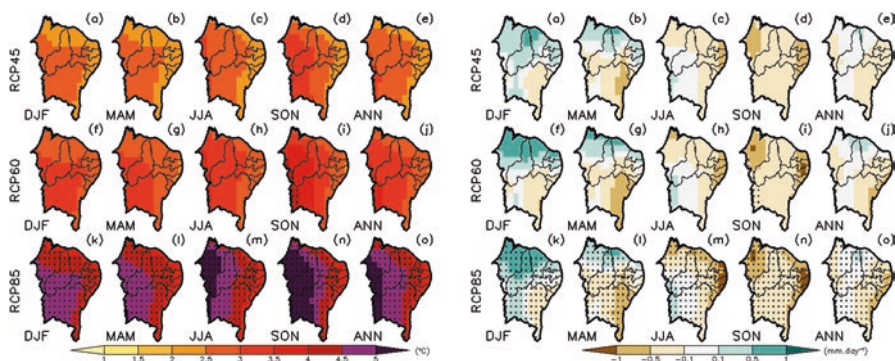 (a) (b) (c) (d) (e) (a) (b) (c) (d) (e)
RCP45 RCP45
DJF MAM JJA SON ANN DJF MAM JJA SON ANN
(f) (g) (h) (i) (j) (f) (g) (h) (i) (j)
RCP60 RCP60
DJF MAM JJA SON ANN DJF MAM JJA SON ANN
(k) (l) (m) (n) (o) (k) (l) (m) (n) (o)
RCP85 RCP85
DJF MAM JJA SON ANN DJF MAM JJA SON ANN
1 1.5 2 2.5 3 3.5 4 4.5 5 (°C) -1 -0.5 -0.1 0.1 0.5 1 (mm.day⁻¹)